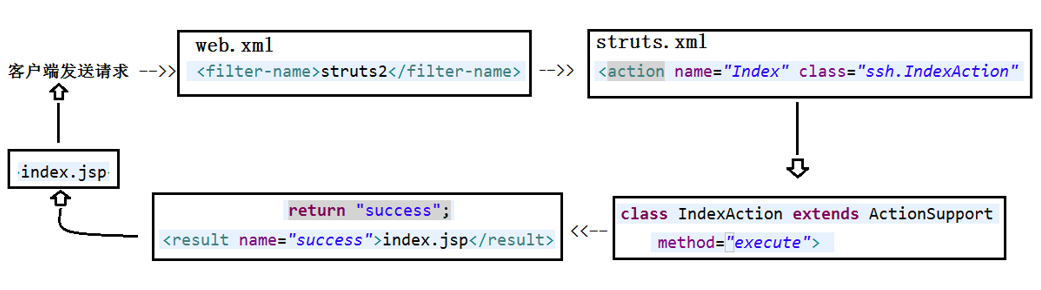 客户端发送请求 -->>
web.xml
<filter-name>struts2</filter-name>
-->>
struts.xml
<action name="Index" class="ssh.IndexAction"
class IndexAction extends ActionSupport
method="execute">
<<--
return "success";
<result name="success">index.jsp</result>
index.jsp